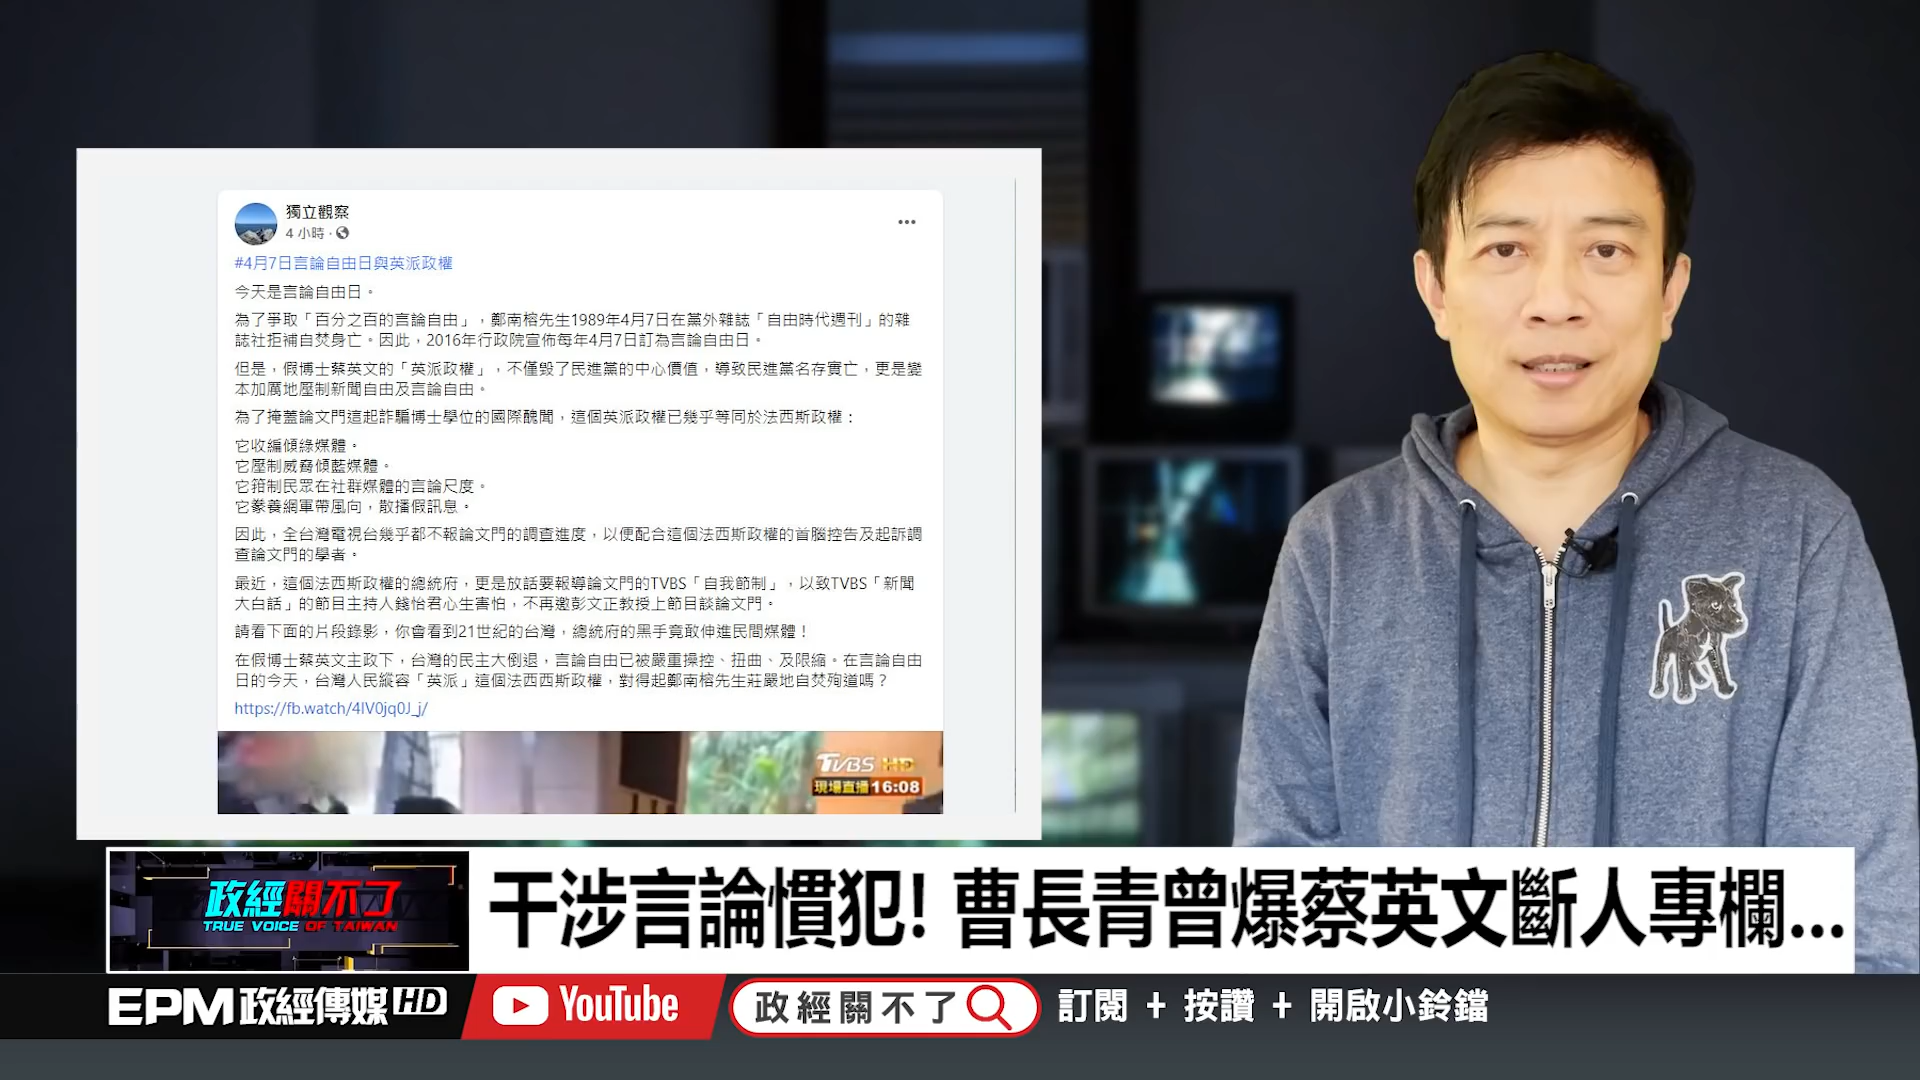 獨立觀察
4 小時 ·
#4月7日言論自由日與英派政權
今天是言論自由日。
為了爭取「百分之百的言論自由」，鄭南榕先生1989年4月7日在黨外雜誌「自由時代週刊」的雜
誌社拒補自焚身亡。因此，2016年行政院宣佈每年4月7日訂為言論自由日。
但是，假博士蔡英文的「英派政權」，不僅毀了民進黨的中心價值，導致民進黨名存實亡，更是變
本加厲地壓制新聞自由及言論自由。
為了掩蓋論文門這起詐騙博士學位的國際醜聞，這個英派政權已幾乎等同於法西斯政權：
它收編傾綠媒體。
它壓制威脅傾藍媒體。
它箝制民眾在社群媒體的言論尺度。
它豢養網軍帶風向，散播假訊息。
因此，全台灣電視台幾乎都不報論文門的調查進度，以便配合這個法西斯政權的首腦控告及起訴調
查論文門的學者。
最近，這個法西斯政權的總統府，更是放話要報導論文門的TVBS「自我節制」，以致TVBS「新聞
大白話」的節目主持人錢怡君心生害怕，不再邀彭文正教授上節目談論文門。
請看下面的片段錄影，你會看到21世紀的台灣，總統府的黑手竟敢伸進民間媒體！
在假博士蔡英文主政下，台灣的民主大倒退，言論自由已被嚴重操控、扭曲、及限縮。在言論自由
日的今天，台灣人民縱容「英派」這個法西西斯政權，對得起鄭南榕先生莊嚴地自焚殉道嗎？
https://fb.watch/4IV0jq0J_j/
TVBS HD
現場直播16:08
政經關不了
TRUE VOICE OF TAIWAN
干涉言論慣犯! 曹長青曾爆蔡英文斷人專欄...
EPM政經傳媒HD
YouTube
政經關不了
訂閱 + 按讚 + 開啟小鈴鐺